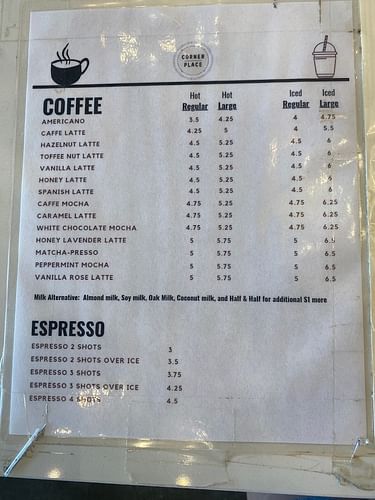 CORNER
PLACE
Hot Hot Iced Iced
COFFEE Regular Large Regular Large
AMERICANO 3.5 4.25 4 4.75
CAFFE LATTE 4.25 5 4 5.5
HAZELNUT LATTE 4.5 5.25 4.5 6
TOFFEE NUT LATTE 4.5 5.25 4.5 6
VANILLA LATTE 4.5 5.25 4.5 6
HONEY LATTE 4.5 5.25 4.5 6
SPANISH LATTE 4.5 5.25 4.5 6
CAFFE MOCHA 4.75 5.25 4.75 6.25
CARAMEL LATTE 4.75 5.25 4.75 6.25
WHITE CHOCOLATE MOCHA 4.75 5.25 4.75 6.25
HONEY LAVENDER LATTE 5 5.75 5 6.5
MATCHA-PRESSO 5 5.75 5 6.5
PEPPERMINT MOCHA 5 5.75 5 6.5
VANILLA ROSE LATTE 5 5.75 5 6.5
Milk Alternative: Almond milk, Soy milk, Oak Milk, Coconut milk, and Half & Half for additional $1 more
ESPRESSO
ESPRESSO 2 SHOTS 3
ESPRESSO 2 SHOTS OVER ICE 3.5
ESPRESSO 3 SHOTS 3.75
ESPRESSO 3 SHOTS OVER ICE 4.25
ESPRESSO 4 SHOTS 4.5